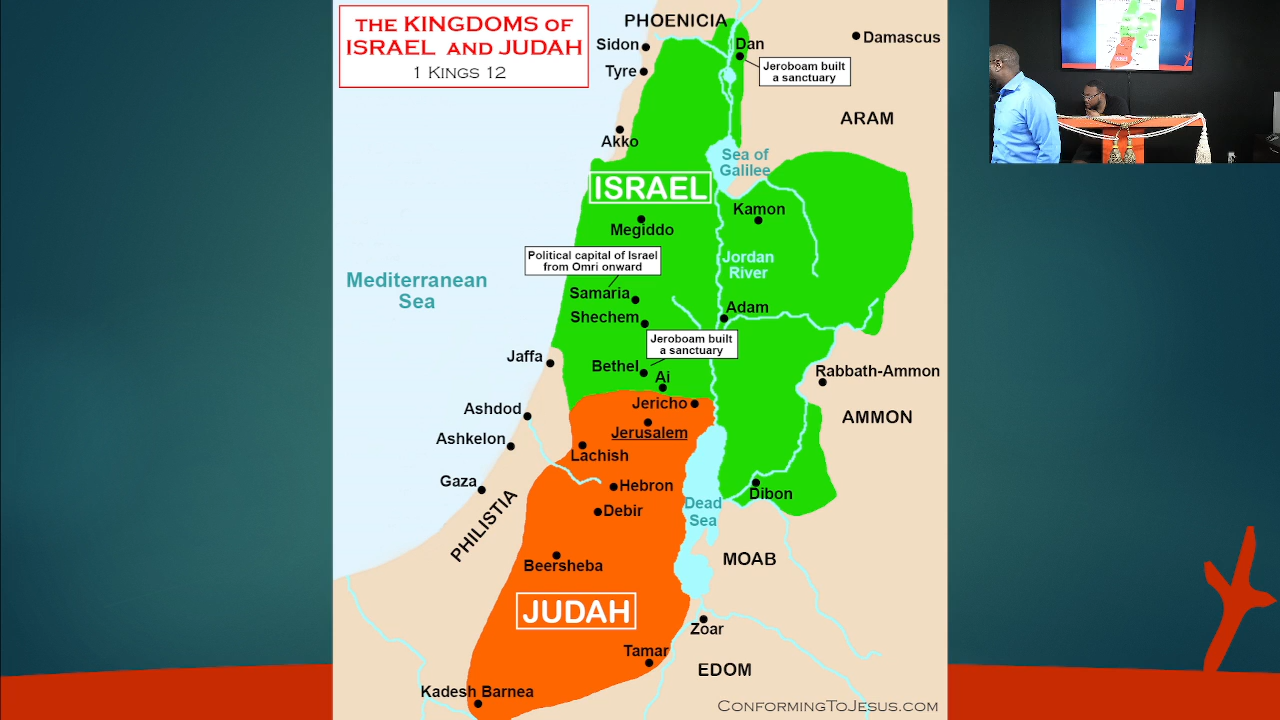 THE KINGDOMS OF
ISRAEL AND JUDAH
1 KINGS 12
PHOENICIA
Sidon
Dan
Damascus
Tyre
Jeroboam built
a sanctuary
ARAM
Akko
Sea of
Galilee
ISRAEL
Kamon
Megiddo
Political capital of Israel
from Omri onward
Jordan
River
Mediterranean
Sea
Samaria
Adam
Shechem
Jeroboam built
a sanctuary
Jaffa
Bethel
Ai
Rabbath-Ammon
Jericho
Ashdod
AMMON
Jerusalem
Ashkelon
Lachish
Gaza
Hebron
Dibon
Dead
Sea
Debir
PHILISTIA
MOAB
Beersheba
JUDAH
Zoar
Tamar
EDOM
Kadesh Barnea
CONFORMINGTOJESUS.COM